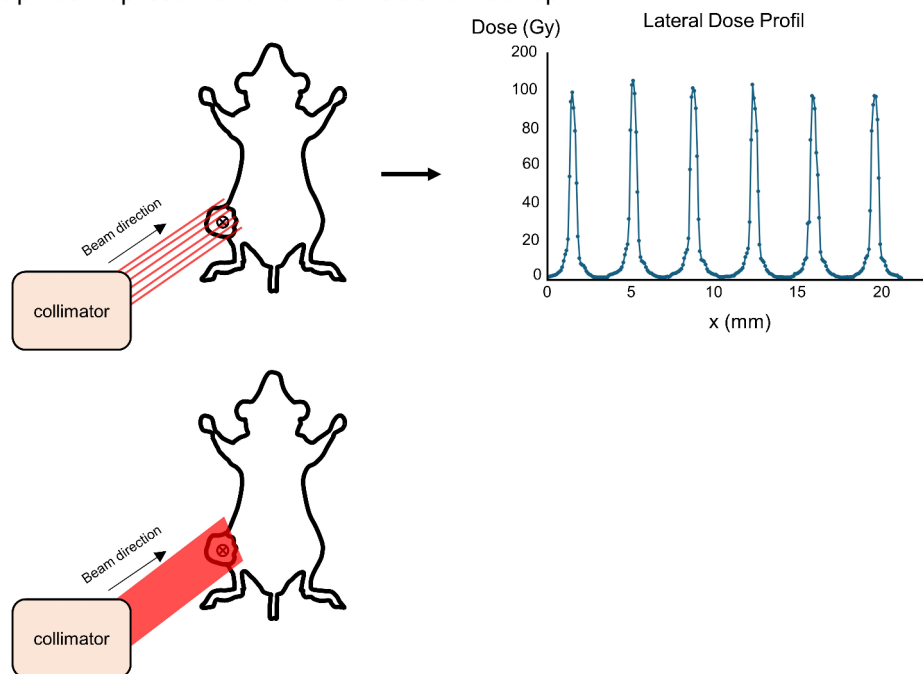 Dose (Gy)
Lateral Dose Profil
200
100
80
60
40
20
0
0 5 10 15 20
x (mm)
Beam direction
collimator
Beam direction
collimator